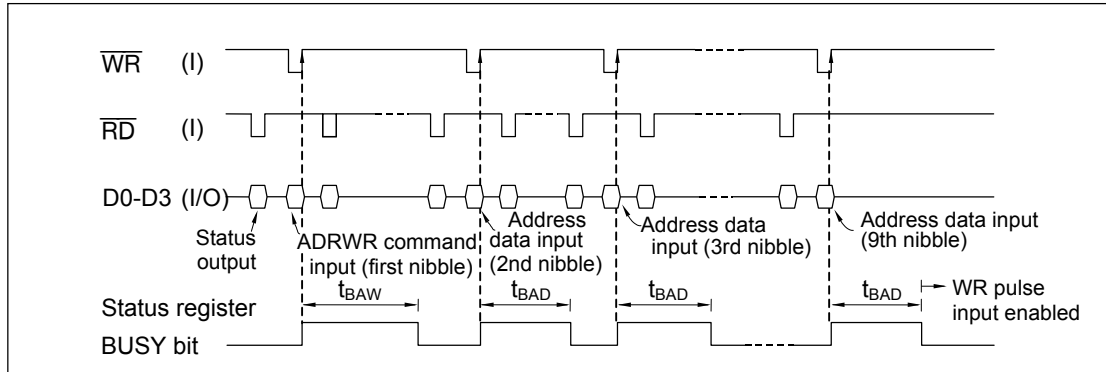 WR (I)
RD (I)
D0-D3 (I/O)
Status
output
ADRWR command
input (first nibble)
Address
data input
(2nd nibble)
Address data
input (3rd nibble)
Address data input
(9th nibble)
Status register
BUSY bit
tBAW
tBAD
tBAD
tBAD
WR pulse
input enabled